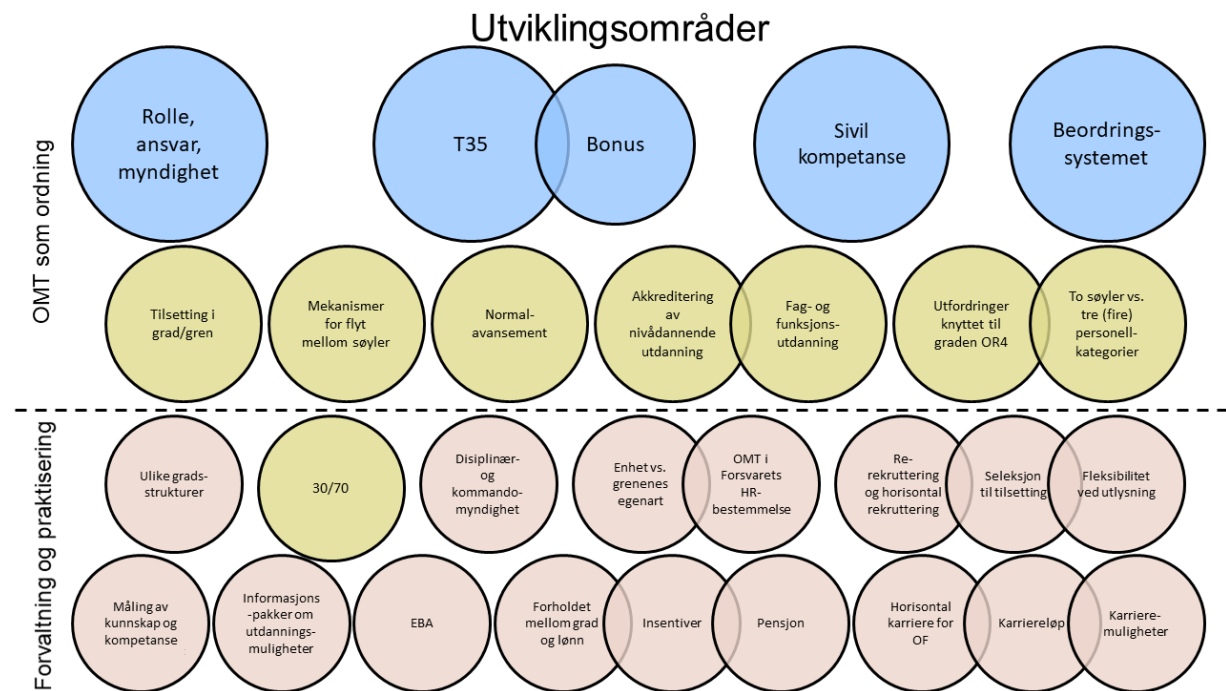 Utviklingsområder
OMT som ordning
Rolle,
ansvar,
myndighet
T35
Bonus
Sivil
kompetanse
Beordrings-
systemet
Tilsetting i
grad/gren
Mekanismer
for flyt
mellom søyler
Normal-
avansement
Akkreditering
av
nivådannende
utdanning
Fag- og
funksjons-
utdanning
Utfordringer
knyttet til
graden OR4
To søyler vs.
tre (fire)
personell-
kategorier
Forvaltning og praktisering
Ulike grads-
strukturer
30/70
Disiplinær-
og
kommando-
myndighet
Enhet vs.
grenenes
egenart
OMT i
Forsvarets
HR-
bestemmelse
Re-
rekruttering
og horisontal
rekruttering
Seleksjon
til tilsetting
Fleksibilitet
ved utlysning
Måling av
kunnskap og
kompetanse
Informasjons
-pakker om
utdannings-
muligheter
EBA
Forholdet
mellom grad
og lønn
Insentiver
Pensjon
Horisontal
karriere for
OF
Karriereløp
Karriere-
muligheter